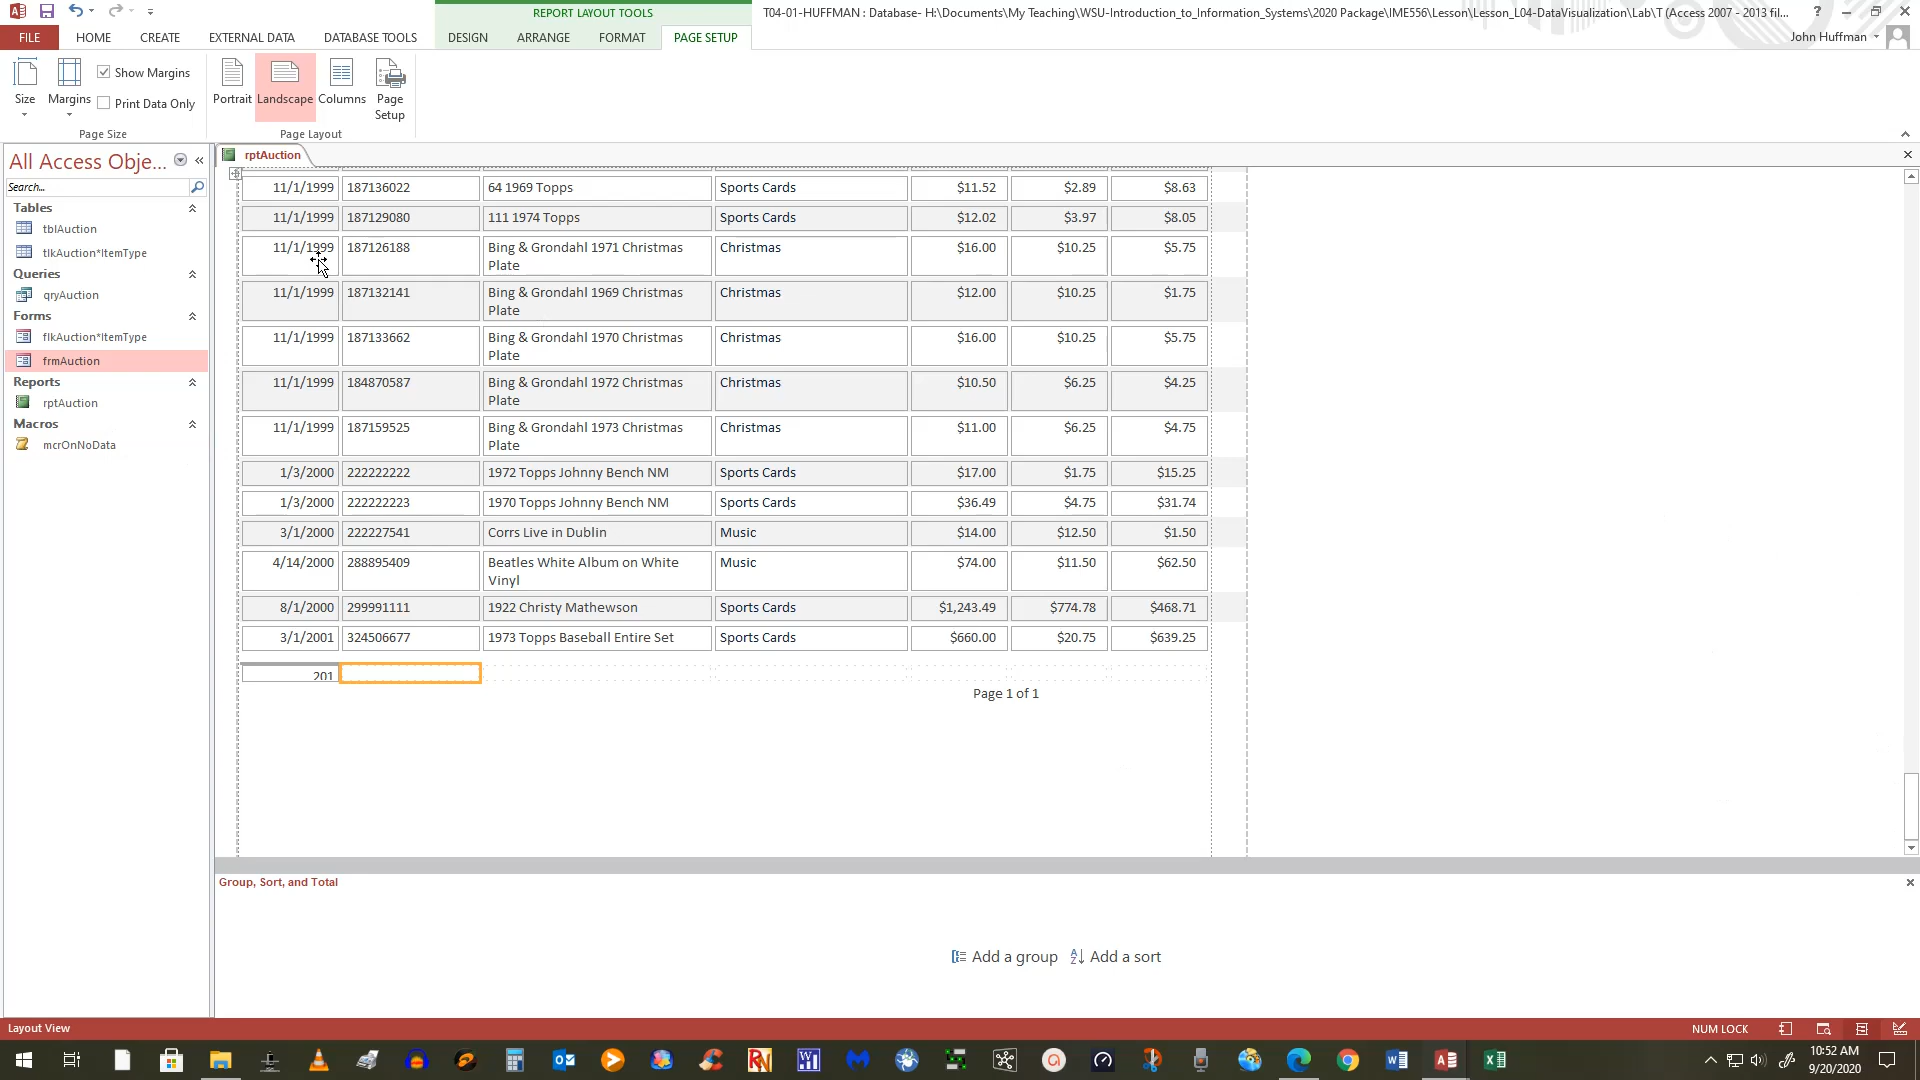 REPORT LAYOUT TOOLS
T04-01-HUFFMAN : Database- H:\Documents\My Teaching\WSU-Introduction_to_Information_Systems\2020 Package\IME556\Lesson\Lesson_L04-DataVisualization\Lab\T (Access 2007 - 2013 fil...
?
FILE HOME CREATE EXTERNAL DATA DATABASE TOOLS DESIGN ARRANGE FORMAT PAGE SETUP
John Huffman
Show Margins
Print Data Only
Size Margins Portrait Landscape Columns Page
Setup
Page Size Page Layout
All Access Obje...
Search...
Tables
tblAuction
tlkAuction*ItemType
Queries
qryAuction
Forms
flkAuction*ItemType
frmAuction
Reports
rptAuction
Macros
mcrOnNoData
rptAuction
11/1/1999 187136022 64 1969 Topps Sports Cards $11.52 $2.89 $8.63
11/1/1999 187129080 111 1974 Topps Sports Cards $12.02 $3.97 $8.05
11/1/1999 187126188 Bing & Grondahl 1971 Christmas Christmas $16.00 $10.25 $5.75
Plate
11/1/1999 187132141 Bing & Grondahl 1969 Christmas Christmas $12.00 $10.25 $1.75
Plate
11/1/1999 187133662 Bing & Grondahl 1970 Christmas Christmas $16.00 $10.25 $5.75
Plate
11/1/1999 184870587 Bing & Grondahl 1972 Christmas Christmas $10.50 $6.25 $4.25
Plate
11/1/1999 187159525 Bing & Grondahl 1973 Christmas Christmas $11.00 $6.25 $4.75
Plate
1/3/2000 222222222 1972 Topps Johnny Bench NM Sports Cards $17.00 $1.75 $15.25
1/3/2000 222222223 1970 Topps Johnny Bench NM Sports Cards $36.49 $4.75 $31.74
3/1/2000 222227541 Corrs Live in Dublin Music $14.00 $12.50 $1.50
4/14/2000 288895409 Beatles White Album on White Music $74.00 $11.50 $62.50
Vinyl
8/1/2000 299991111 1922 Christy Mathewson Sports Cards $1,243.49 $774.78 $468.71
3/1/2001 324506677 1973 Topps Baseball Entire Set Sports Cards $660.00 $20.75 $639.25
201
Page 1 of 1
Group, Sort, and Total
Add a group Add a sort
Layout View
NUM LOCK
10:52 AM
9/20/2020